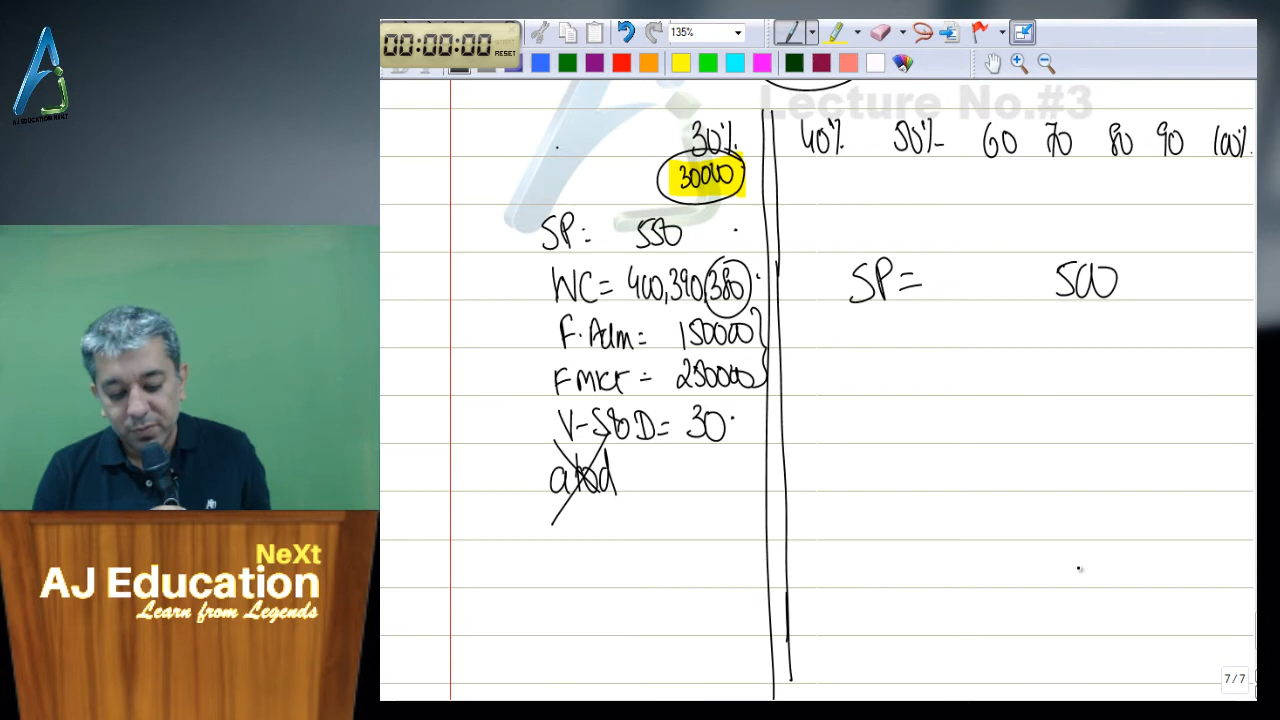 AJ EDUCATION NEXT
00:00:00
RESET
135%
Lecture No.#3
30% 40% 50% 60 70 80 90 100%
30000
SP= 550
SP= 500
WC= 400,390,380
F.Adm= 150000
F MKT = 250000
V-S&D= 30
7/7
NeXt
AJ Education
Learn from Legends